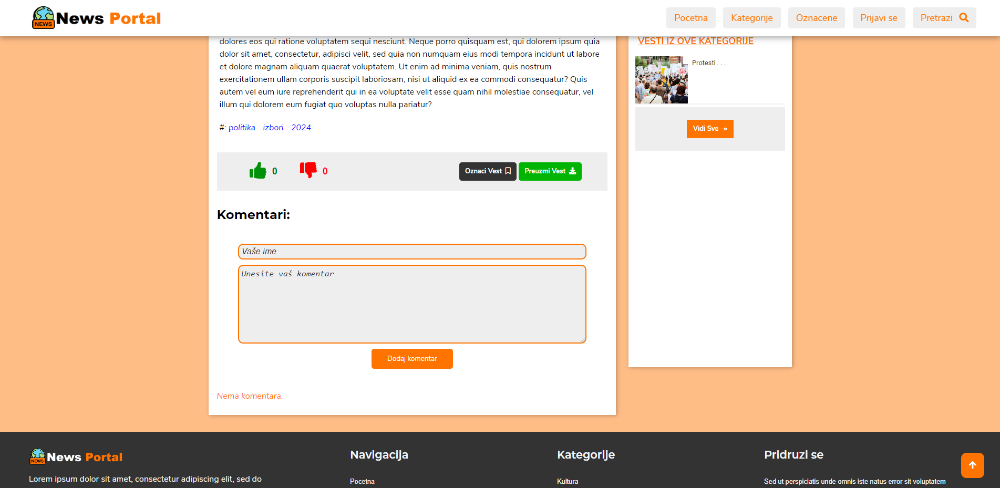 NEWS News Portal
Pocetna Kategorije Oznacene Prijavi se Pretrazi
dolores eos qui ratione voluptatem sequi nesciunt. Neque porro quisquam est, qui dolorem ipsum quia
dolor sit amet, consectetur, adipisci velit, sed quia non numquam eius modi tempora incidunt ut labore
et dolore magnam aliquam quaerat voluptatem. Ut enim ad minima veniam, quis nostrum
exercitationem ullam corporis suscipit laboriosam, nisi ut aliquid ex ea commodi consequatur? Quis
autem vel eum iure reprehenderit qui in ea voluptate velit esse quam nihil molestiae consequatur, vel
illum qui dolorem eum fugiat quo voluptas nulla pariatur?
#: politika izbori 2024
0 0 Oznaci Vest Preuzmi Vest
Komentari:
Vaše ime
Unesite vaš komentar
Dodaj komentar
Nema komentara.
VESTI IZ OVE KATEGORIJE
Protesti . . .
Vidi Sve ↠
NEWS News Portal
Lorem ipsum dolor sit amet, consectetur adipiscing elit, sed do
Navigacija
Pocetna
Kategorije
Kultura
Pridruzi se
Sed ut perspiciatis unde omnis iste natus error sit voluptatem